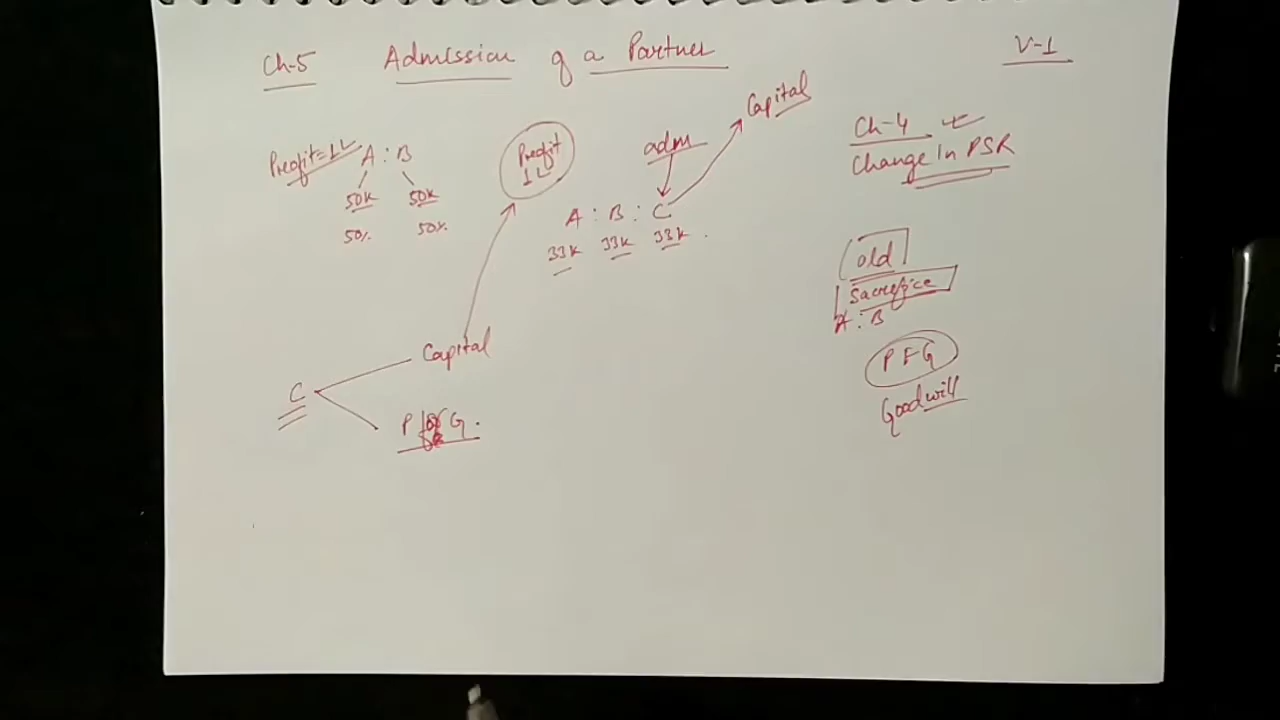 Ch-5 Admission of a Partner V-1
Profit=1L A : B
50K 50K
50% 50%
Profit
1L
adm
Capital
A : B : C
33K 33K 33K
Ch-4
Change In PSR
old
Sacrifice
A : B
PFG
Goodwill
C
Capital
P for G.